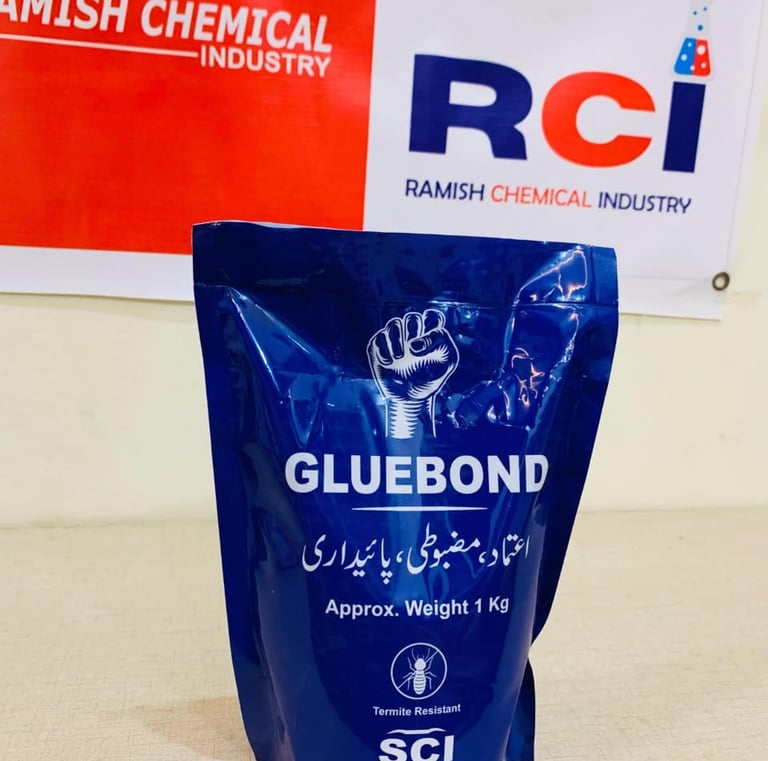 AMISH CHEMICAL
INDUSTRY
RCI
RAMISH CHEMICAL INDUSTRY
GLUEBOND
اعتماد، مضبوطی، پائیداری
Approx. Weight 1 Kg
Termite Resistant
SCI